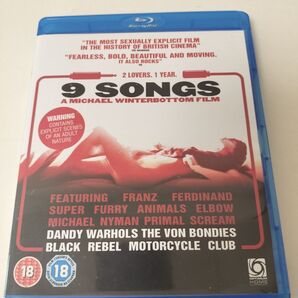 "THE MOST SEXUALLY EXPLICIT FILM
IN THE HISTORY OF BRITISH CINEMA"
"FEARLESS, BOLD, BEAUTIFUL AND MOVING.
IT ALSO ROCKS"
2 LOVERS. 1 YEAR.
9 SONGS
A MICHAEL WINTERBOTTOM FILM
WARNING
CONTAINS
EXPLICIT SCENES
OF AN ADULT
NATURE
FEATURING FRANZ FERDINAND
SUPER FURRY ANIMALS ELBOW
MICHAEL NYMAN PRIMAL SCREAM
DANDY WARHOLS THE VON BONDIES
BLACK REBEL MOTORCYCLE CLUB
18
18